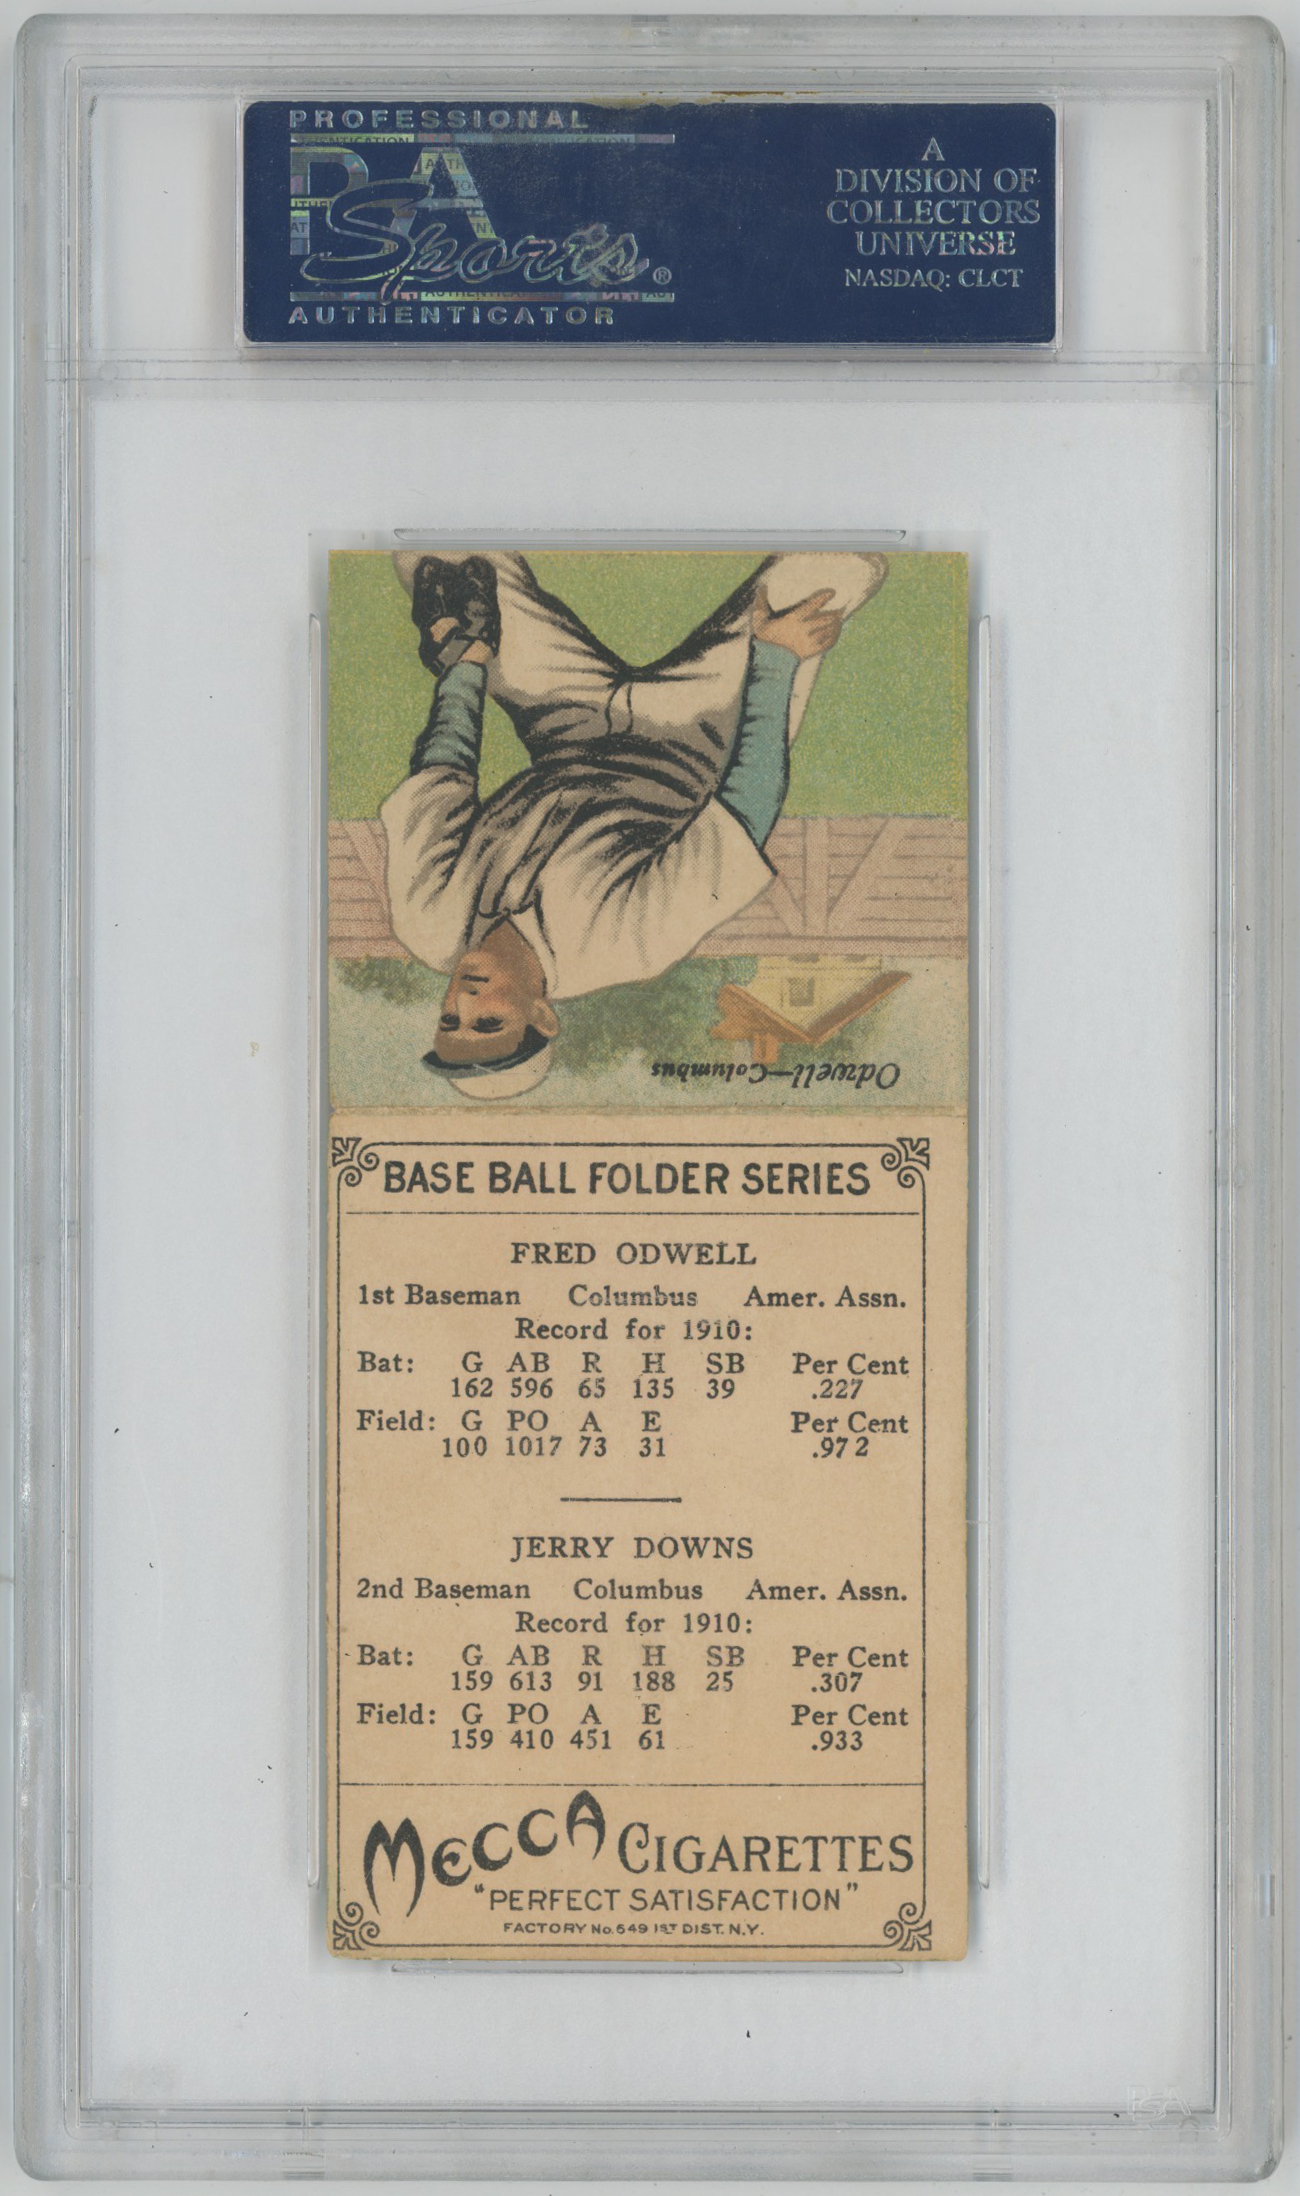 PROFESSIONAL
PSA
Sports®
AUTHENTICATOR
A
DIVISION OF
COLLECTORS
UNIVERSE
NASDAQ: CLCT
Odwell—Columbus
BASE BALL FOLDER SERIES
FRED ODWELL
1st Baseman Columbus Amer. Assn.
Record for 1910:
Bat: G AB R H SB Per Cent
162 596 65 135 39 .227
Field: G PO A E Per Cent
100 1017 73 31 .972
JERRY DOWNS
2nd Baseman Columbus Amer. Assn.
Record for 1910:
Bat: G AB R H SB Per Cent
159 613 91 188 25 .307
Field: G PO A E Per Cent
159 410 451 61 .933
MECCA CIGARETTES
"PERFECT SATISFACTION"
FACTORY No. 649 1ST DIST. N.Y.
PSA